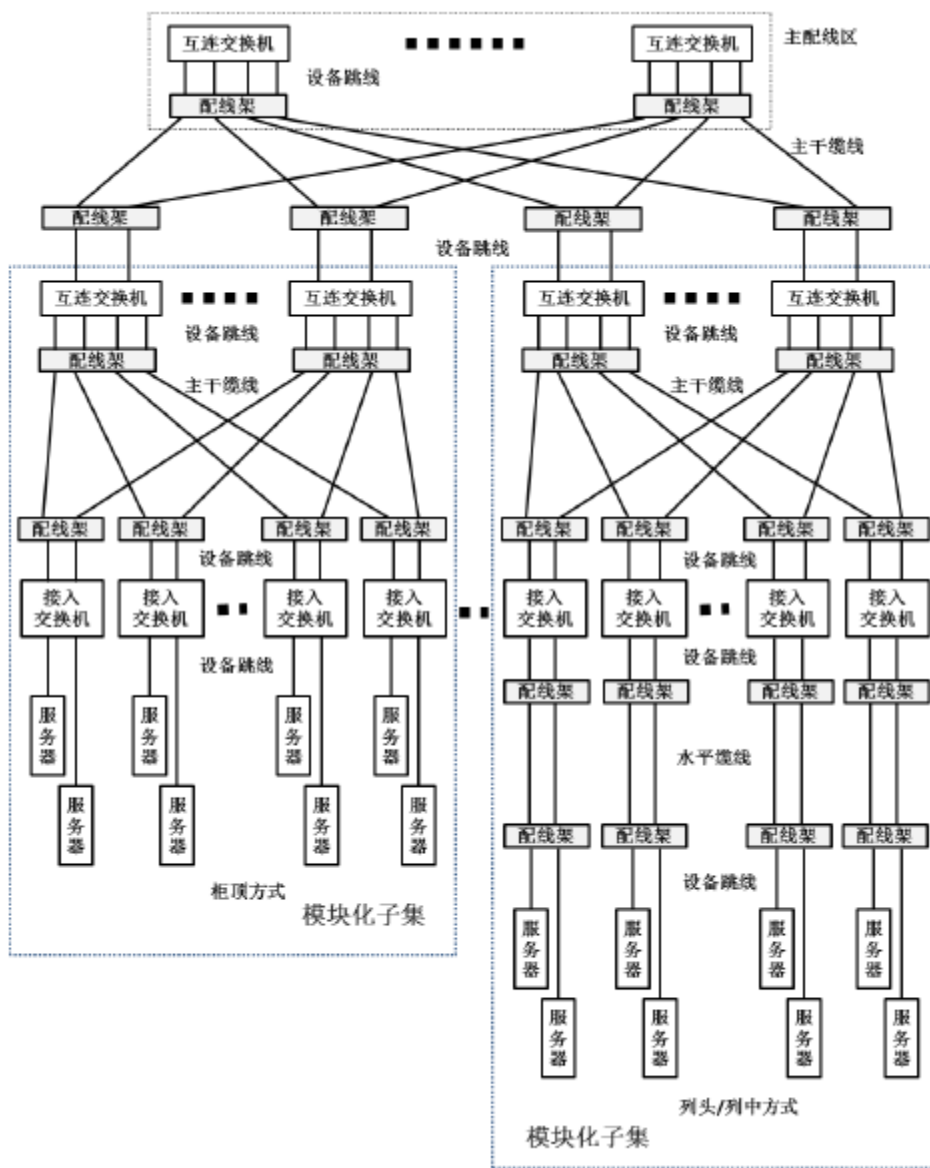 互连交换机
互连交换机
主配线区
设备跳线
配线架
配线架
主干缆线
配线架
配线架
配线架
配线架
设备跳线
互连交换机
互连交换机
互连交换机
互连交换机
设备跳线
设备跳线
配线架
配线架
配线架
配线架
主干缆线
主干缆线
配线架
配线架
配线架
配线架
配线架
配线架
配线架
配线架
设备跳线
设备跳线
接入
交换机
接入
交换机
接入
交换机
接入
交换机
接入
交换机
接入
交换机
接入
交换机
接入
交换机
设备跳线
设备跳线
配线架
配线架
配线架
配线架
服务器
服务器
服务器
服务器
水平缆线
服务器
服务器
服务器
服务器
配线架
配线架
配线架
配线架
柜顶方式
模块化子集
设备跳线
服务器
服务器
服务器
服务器
服务器
服务器
服务器
服务器
列头/列中方式
模块化子集